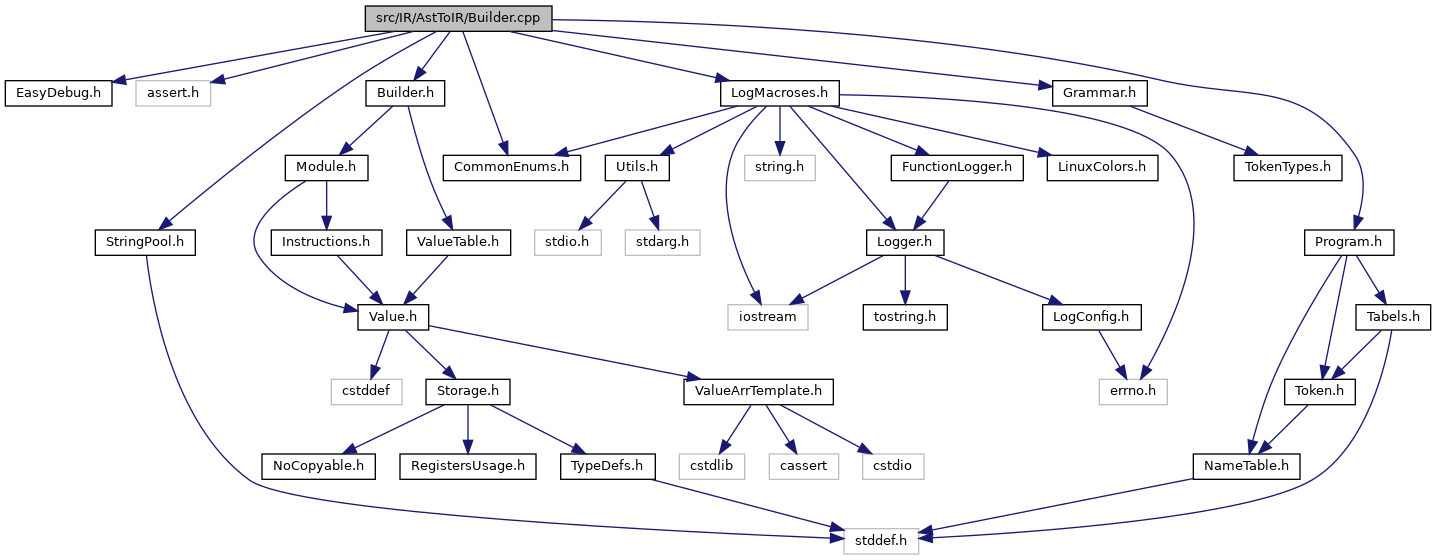 src/IR/AstToIR/Builder.cpp
EasyDebug.h
assert.h
Builder.h
LogMacroses.h
Grammar.h
Module.h
CommonEnums.h
Utils.h
string.h
FunctionLogger.h
LinuxColors.h
TokenTypes.h
StringPool.h
Instructions.h
ValueTable.h
stdio.h
stdarg.h
Logger.h
Program.h
Value.h
iostream
tostring.h
LogConfig.h
Tabels.h
cstddef
Storage.h
ValueArrTemplate.h
errno.h
Token.h
NoCopyable.h
RegistersUsage.h
TypeDefs.h
cstdlib
cassert
cstdio
NameTable.h
stddef.h